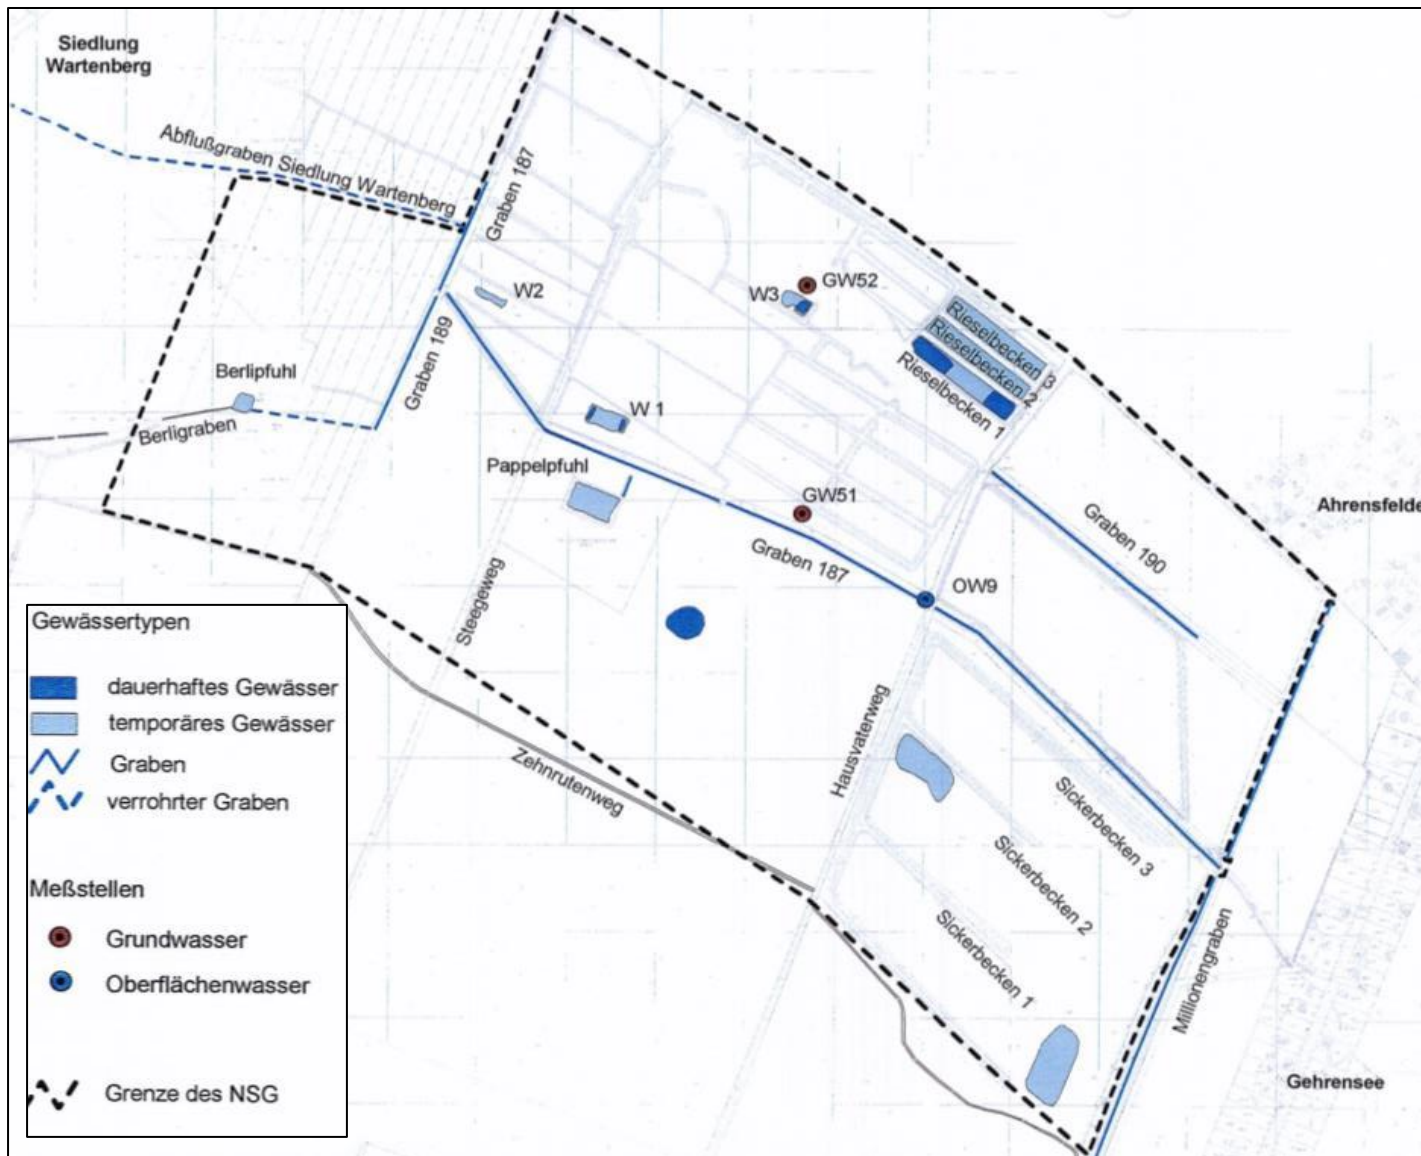 Siedlung
Wartenberg
Abflußgraben Siedlung Wartenberg
Graben 187
W2
W3
GW52
Rieselbecken 3
Rieselbecken 2
Rieselbecken 1
Graben 189
Berlipfuhl
Berligraben
W 1
Pappelpfuhl
GW51
Graben 187
Graben 190
Ahrensfelde
OW9
Steegeweg
Hausvaterweg
Zehnrutenweg
Sickerbecken 3
Sickerbecken 2
Sickerbecken 1
Millionengraben
Gehrensee
Gewässertypen
dauerhaftes Gewässer
temporäres Gewässer
Graben
verrohrter Graben
Meßstellen
Grundwasser
Oberflächenwasser
Grenze des NSG